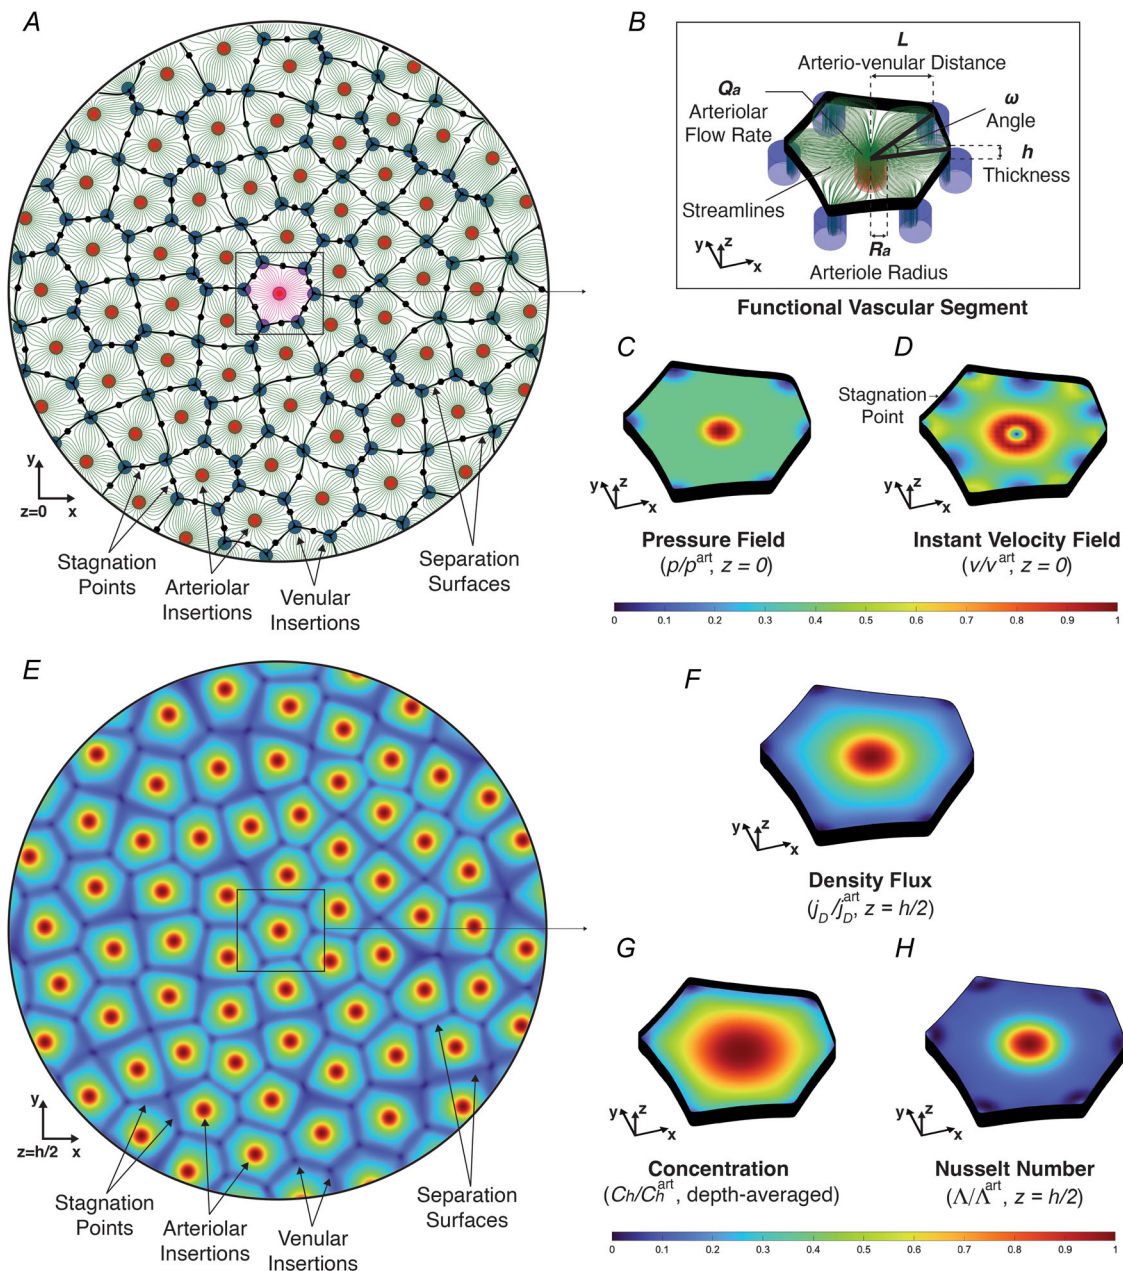 A
y
z=0 x
Stagnation
Points
Arteriolar
Insertions
Venular
Insertions
Separation
Surfaces
B
L
Arterio-venular Distance
Qa
Arteriolar
Flow Rate
ω
Angle
h
Thickness
Streamlines
Ra
Arteriole Radius
y z
x
Functional Vascular Segment
C
y z
x
Pressure Field
(p/p^art, z = 0)
D
Stagnation
Point
y z
x
Instant Velocity Field
(v/v^art, z = 0)
0 0.1 0.2 0.3 0.4 0.5 0.6 0.7 0.8 0.9 1
E
y
z=h/2 x
Stagnation
Points
Arteriolar
Insertions
Venular
Insertions
Separation
Surfaces
F
y z
x
Density Flux
(j_D/j_D^art, z = h/2)
G
y z
x
Concentration
(Ch/Ch^art, depth-averaged)
H
y z
x
Nusselt Number
(Λ/Λ^art, z = h/2)
0 0.1 0.2 0.3 0.4 0.5 0.6 0.7 0.8 0.9 1